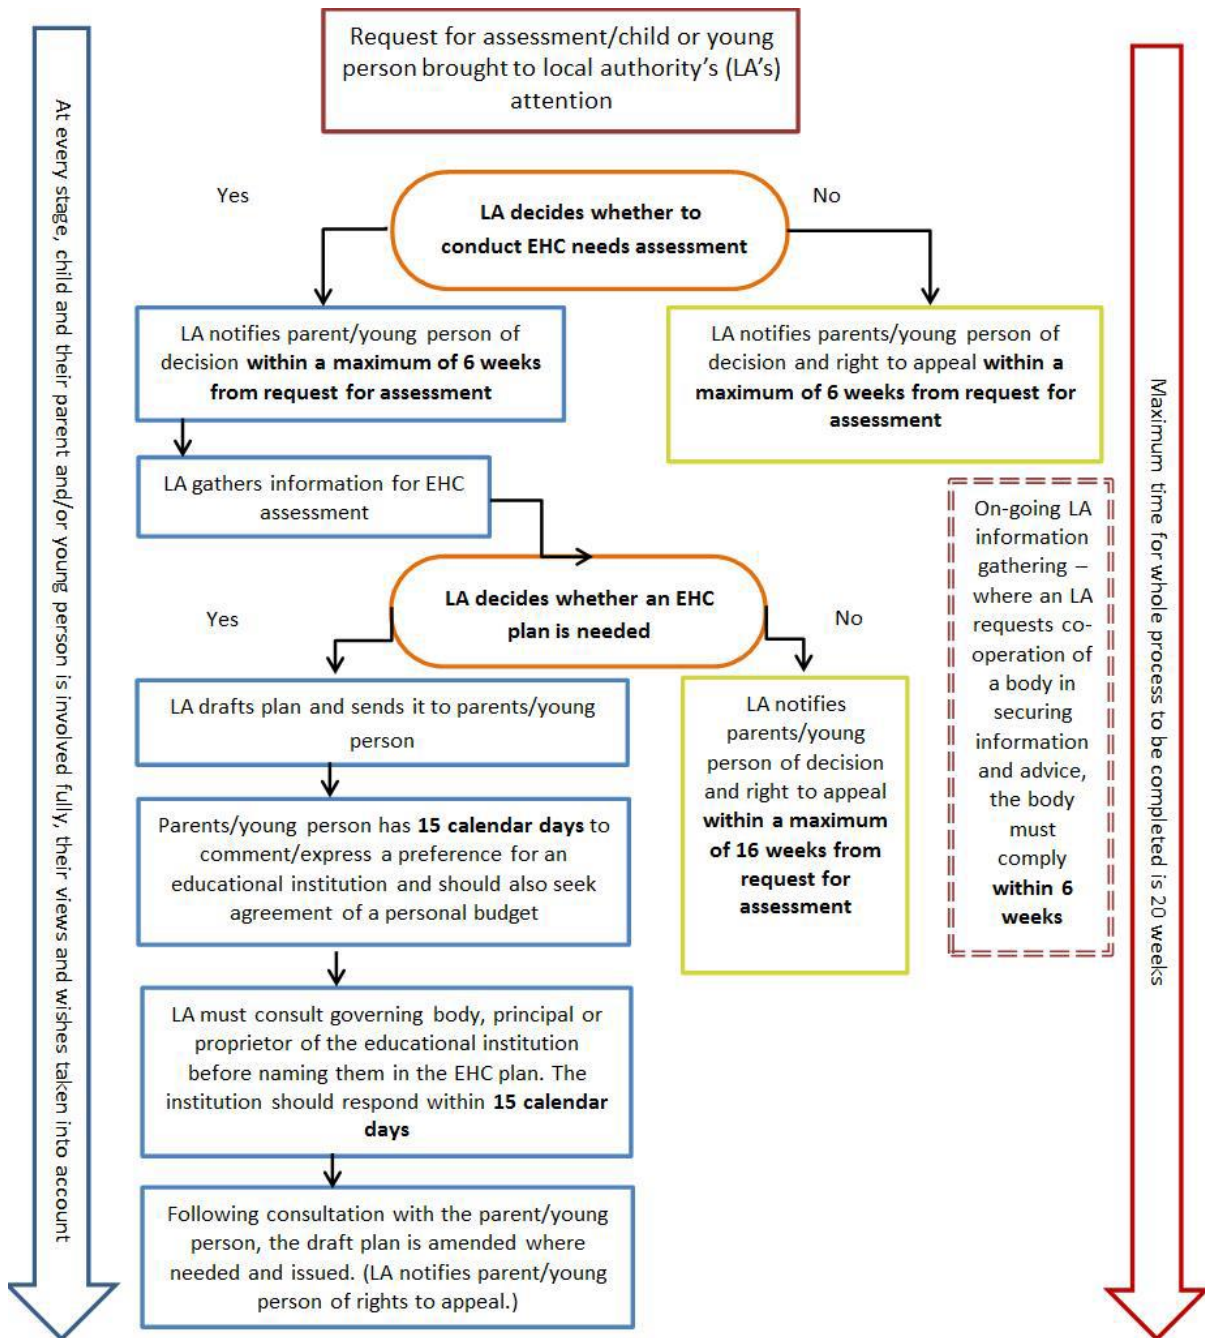 Request for assessment/child or young
person brought to local authority's (LA's)
attention
At every stage, child and their parent and/or young person is involved fully, their views and wishes taken into account
Maximum time for whole process to be completed is 20 weeks
Yes
LA decides whether to
conduct EHC needs assessment
No
LA notifies parent/young person of
decision within a maximum of 6 weeks
from request for assessment
LA notifies parents/young person of
decision and right to appeal within a
maximum of 6 weeks from request for
assessment
LA gathers information for EHC
assessment
On-going LA
information
gathering –
where an LA
requests co-
operation of
a body in
securing
information
and advice,
the body
must
comply
within 6
weeks
Yes
LA decides whether an EHC
plan is needed
No
LA drafts plan and sends it to parents/young
person
LA notifies
parents/young
person of decision
and right to appeal
within a maximum
of 16 weeks from
request for
assessment
Parents/young person has 15 calendar days to
comment/express a preference for an
educational institution and should also seek
agreement of a personal budget
LA must consult governing body, principal or
proprietor of the educational institution
before naming them in the EHC plan. The
institution should respond within 15 calendar
days
Following consultation with the parent/young
person, the draft plan is amended where
needed and issued. (LA notifies parent/young
person of rights to appeal.)